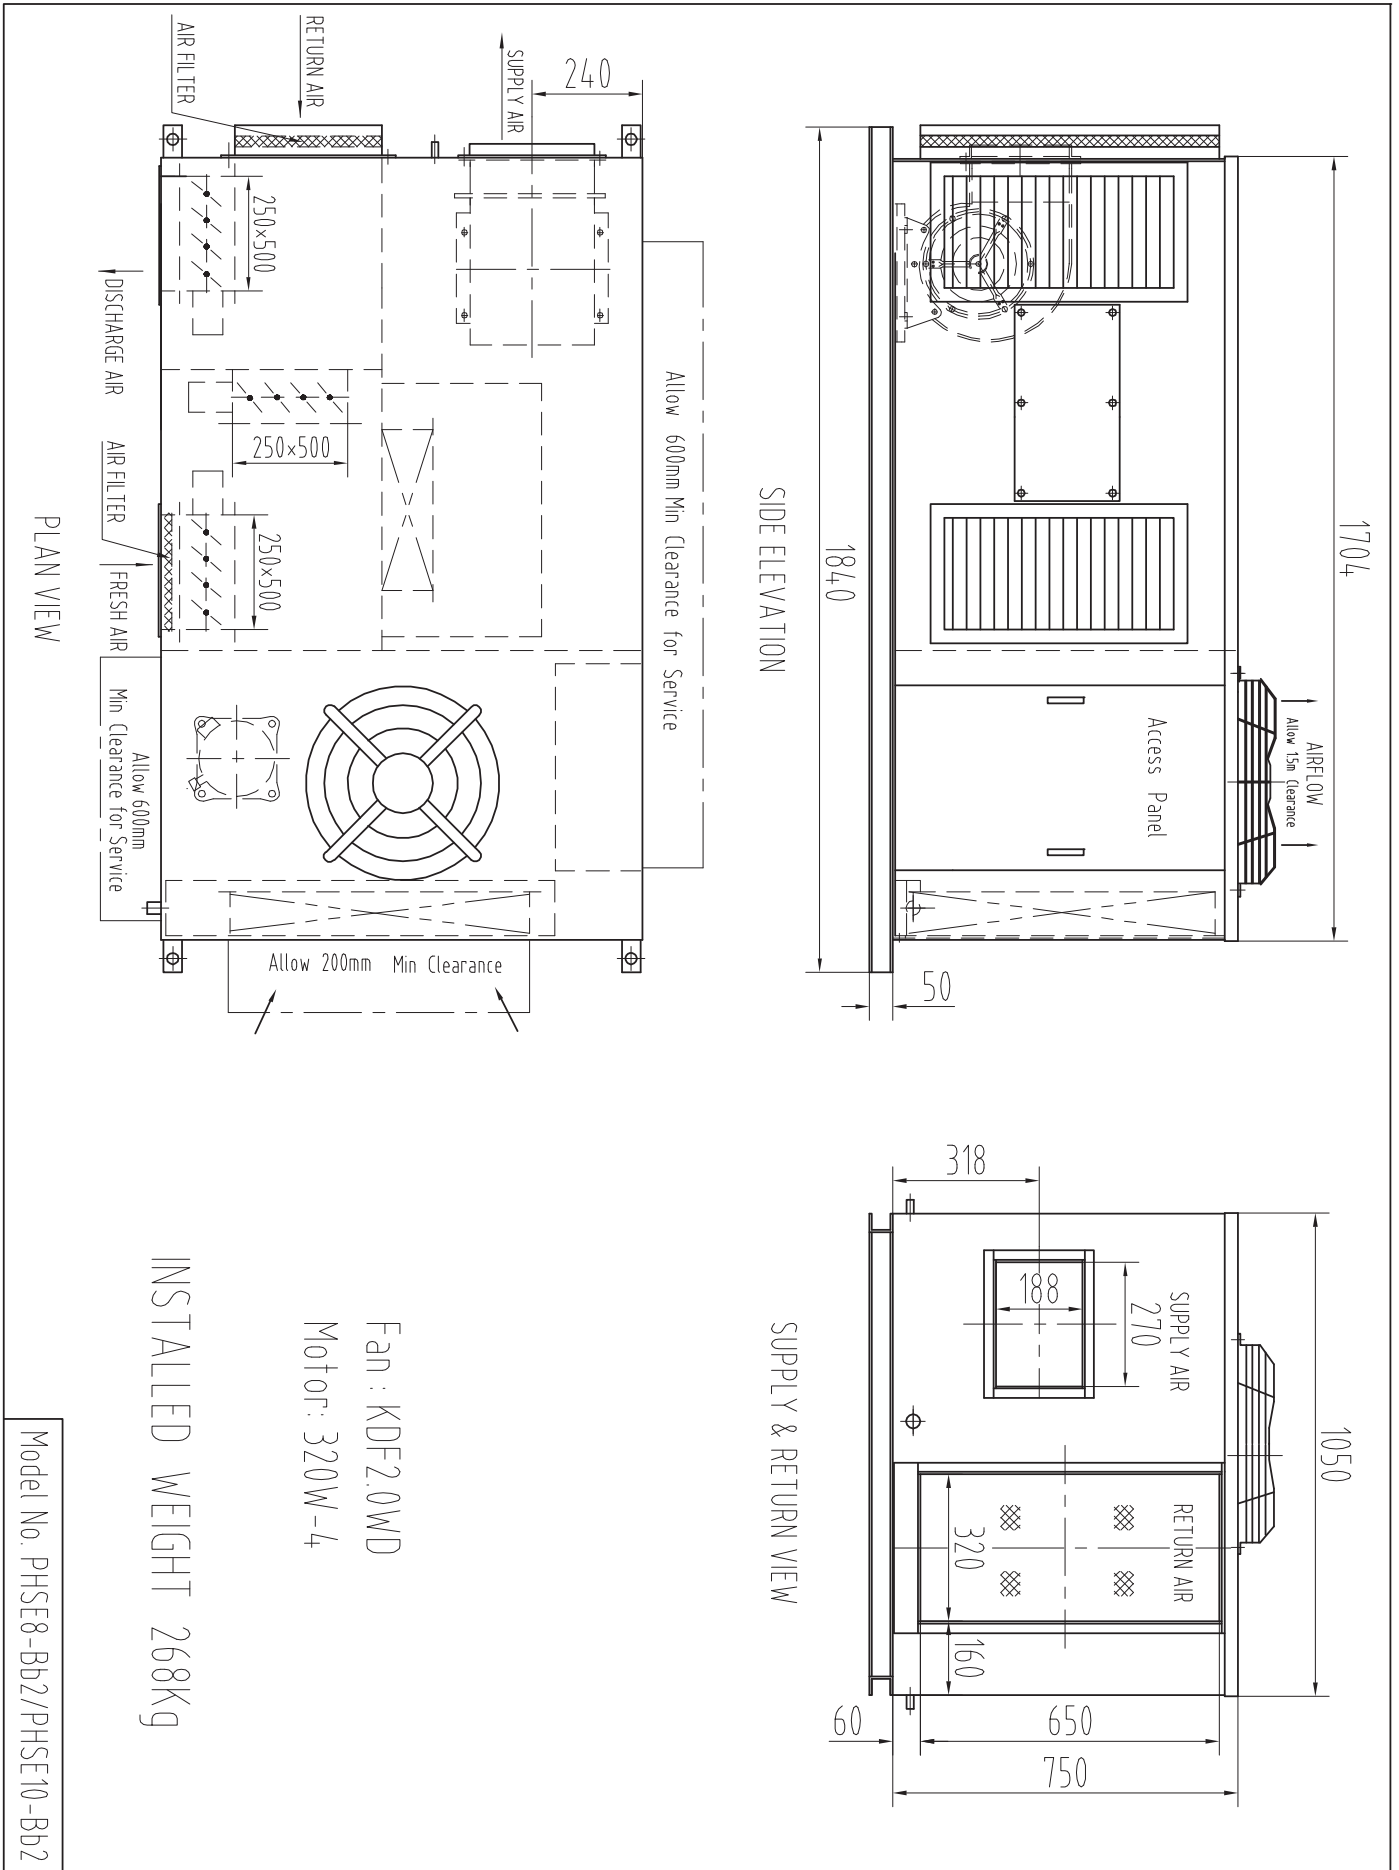 1704
AIRFLOW
Allow 1.5m Clearance
Access Panel
50
1840
SIDE ELEVATION
240
SUPPLY AIR
RETURN AIR
AIR FILTER
250×500
DISCHARGE AIR
250×500
AIR FILTER
250×500
FRESH AIR
Allow 600mm Min Clearance for Service
Allow 600mm
Min Clearance for Service
Allow 200mm Min Clearance
PLAN VIEW
1050
318
SUPPLY AIR
270
188
RETURN AIR
320
160
60
650
750
SUPPLY & RETURN VIEW
Fan:KDF2.0WD
Motor:320W-4
INSTALLED WEIGHT 268Kg
Model No. PHSE8-Bb2/PHSE10-Bb2